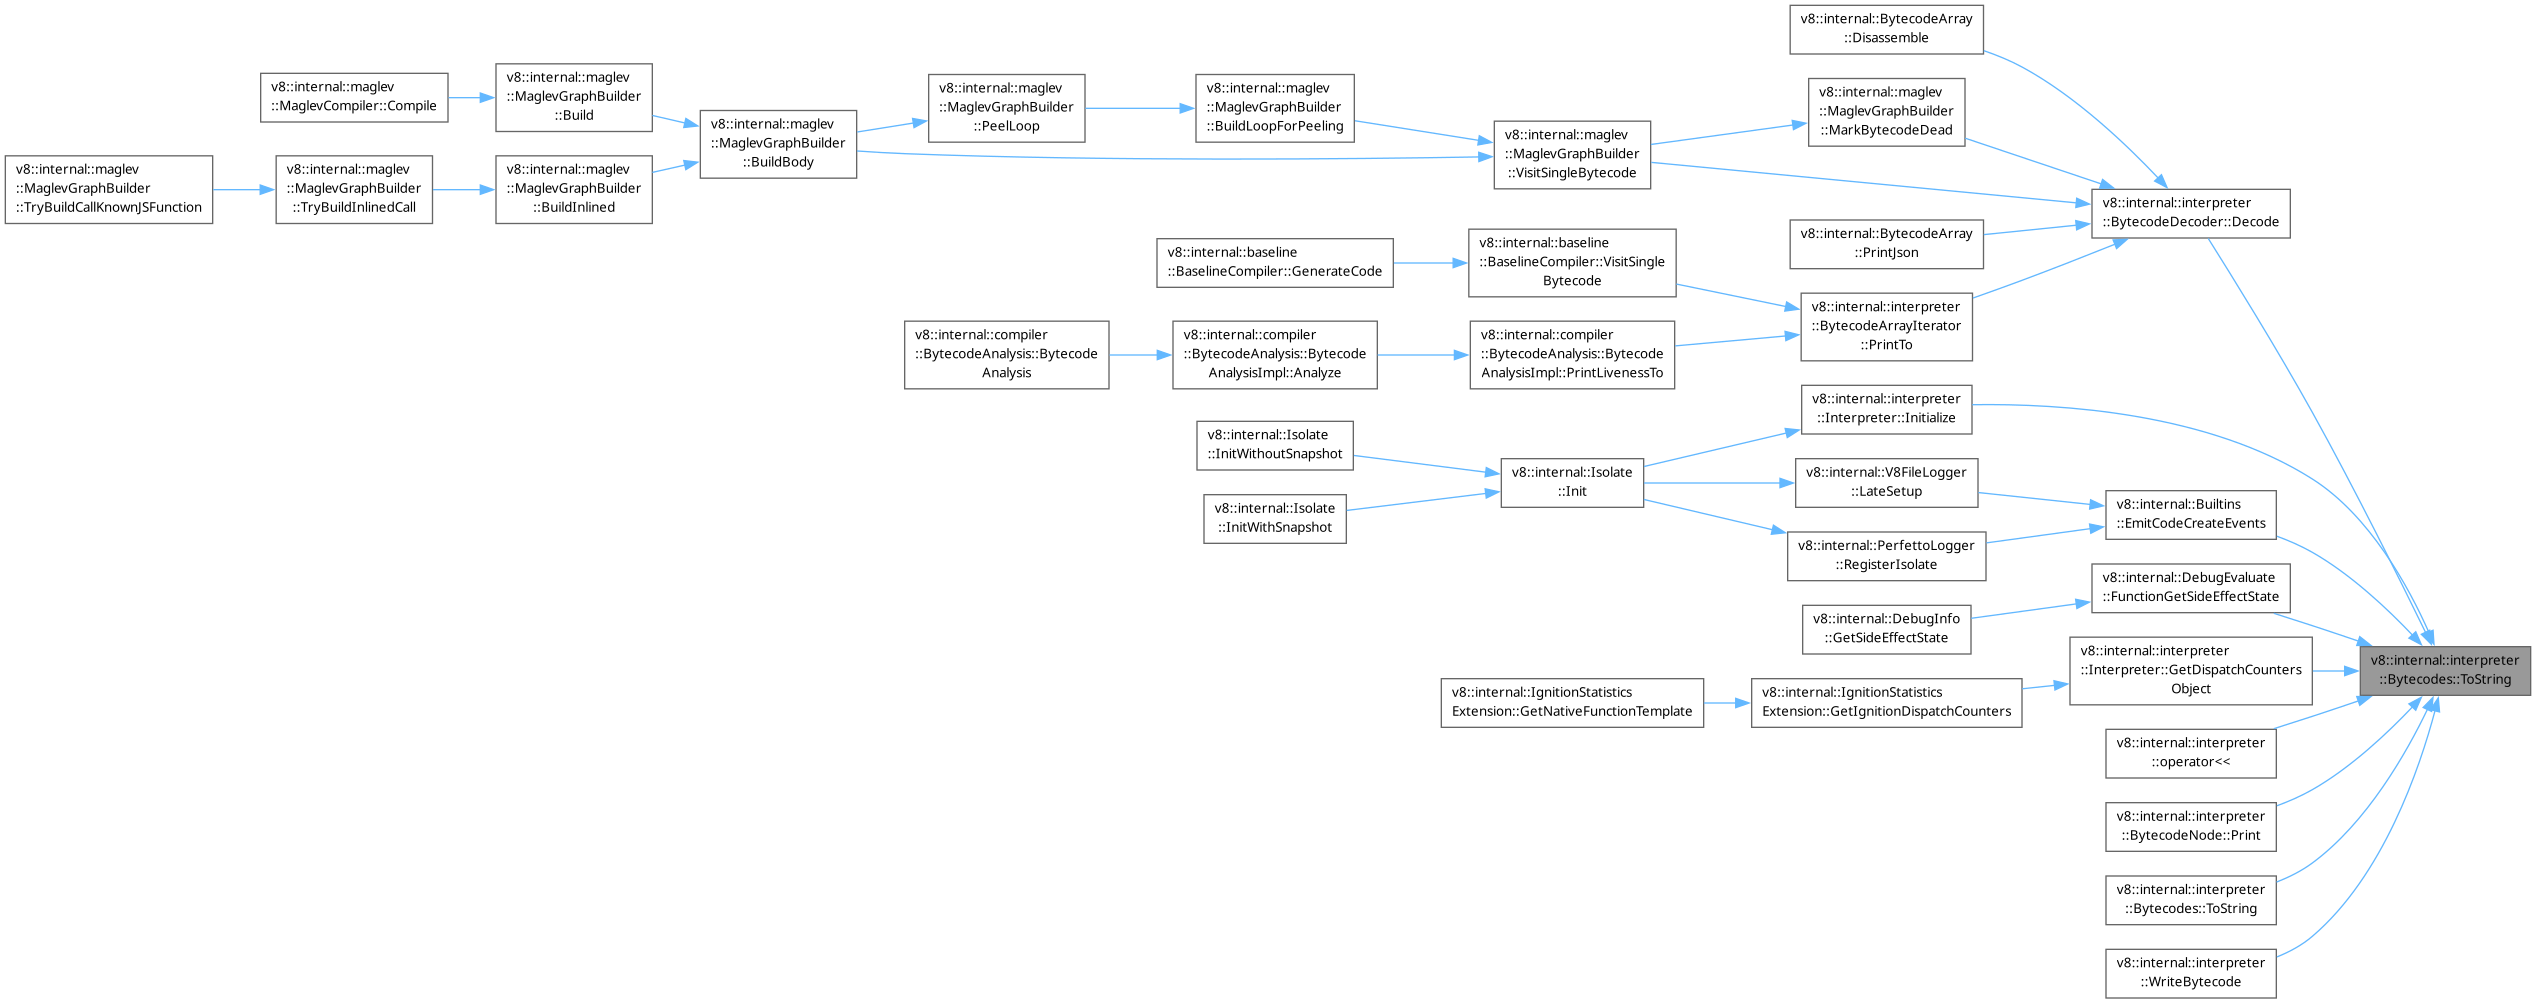 v8::internal::BytecodeArray
::Disassemble
v8::internal::maglev
::MaglevCompiler::Compile
v8::internal::maglev
::MaglevGraphBuilder
::Build
v8::internal::maglev
::MaglevGraphBuilder
::PeelLoop
v8::internal::maglev
::MaglevGraphBuilder
::BuildLoopForPeeling
v8::internal::maglev
::MaglevGraphBuilder
::MarkBytecodeDead
v8::internal::maglev
::MaglevGraphBuilder
::BuildBody
v8::internal::maglev
::MaglevGraphBuilder
::VisitSingleBytecode
v8::internal::maglev
::MaglevGraphBuilder
::TryBuildCallKnownJSFunction
v8::internal::maglev
::MaglevGraphBuilder
::TryBuildInlinedCall
v8::internal::maglev
::MaglevGraphBuilder
::BuildInlined
v8::internal::interpreter
::BytecodeDecoder::Decode
v8::internal::BytecodeArray
::PrintJson
v8::internal::baseline
::BaselineCompiler::GenerateCode
v8::internal::baseline
::BaselineCompiler::VisitSingle
Bytecode
v8::internal::interpreter
::BytecodeArrayIterator
::PrintTo
v8::internal::compiler
::BytecodeAnalysis::Bytecode
Analysis
v8::internal::compiler
::BytecodeAnalysis::Bytecode
AnalysisImpl::Analyze
v8::internal::compiler
::BytecodeAnalysis::Bytecode
AnalysisImpl::PrintLivenessTo
v8::internal::interpreter
::Interpreter::Initialize
v8::internal::Isolate
::InitWithoutSnapshot
v8::internal::Isolate
::Init
v8::internal::V8FileLogger
::LateSetup
v8::internal::Isolate
::InitWithSnapshot
v8::internal::Builtins
::EmitCodeCreateEvents
v8::internal::PerfettoLogger
::RegisterIsolate
v8::internal::DebugEvaluate
::FunctionGetSideEffectState
v8::internal::DebugInfo
::GetSideEffectState
v8::internal::interpreter
::Interpreter::GetDispatchCounters
Object
v8::internal::interpreter
::Bytecodes::ToString
v8::internal::IgnitionStatistics
Extension::GetNativeFunctionTemplate
v8::internal::IgnitionStatistics
Extension::GetIgnitionDispatchCounters
v8::internal::interpreter
::operator<<
v8::internal::interpreter
::BytecodeNode::Print
v8::internal::interpreter
::Bytecodes::ToString
v8::internal::interpreter
::WriteBytecode